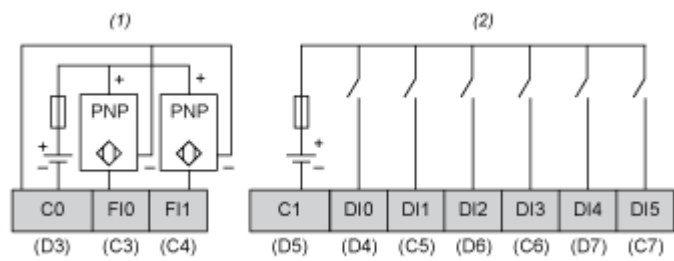 (1) (2)
+ + +
PNP PNP +
+ - - - -
C0 FI0 FI1 C1 DI0 DI1 DI2 DI3 DI4 DI5
(D3) (C3) (C4) (D5) (D4) (C5) (D6) (C6) (D7) (C7)